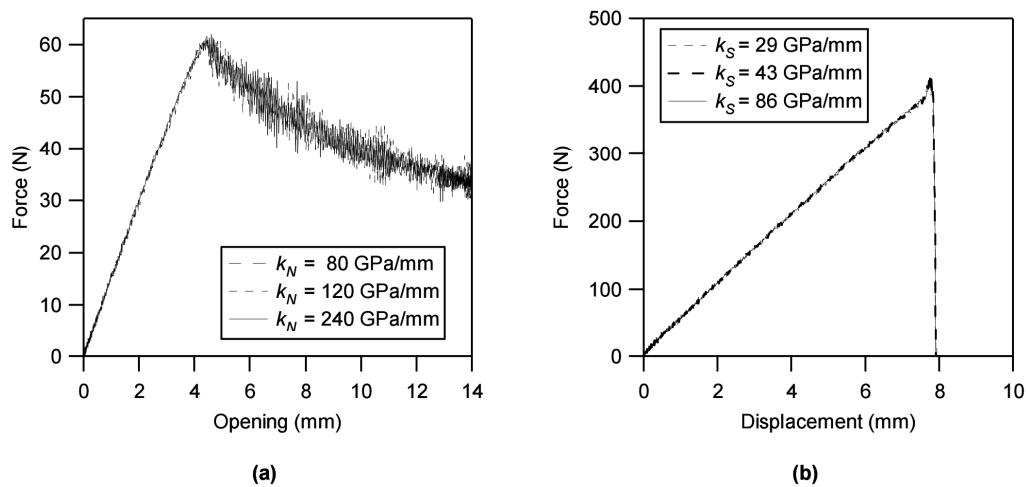 60
50
40
30
20
10
0
Force (N)
k_N = 80 GPa/mm
k_N = 120 GPa/mm
k_N = 240 GPa/mm
0 2 4 6 8 10 12 14
Opening (mm)
(a)
500
400
300
200
100
0
Force (N)
k_S = 29 GPa/mm
k_S = 43 GPa/mm
k_S = 86 GPa/mm
0 2 4 6 8 10
Displacement (mm)
(b)